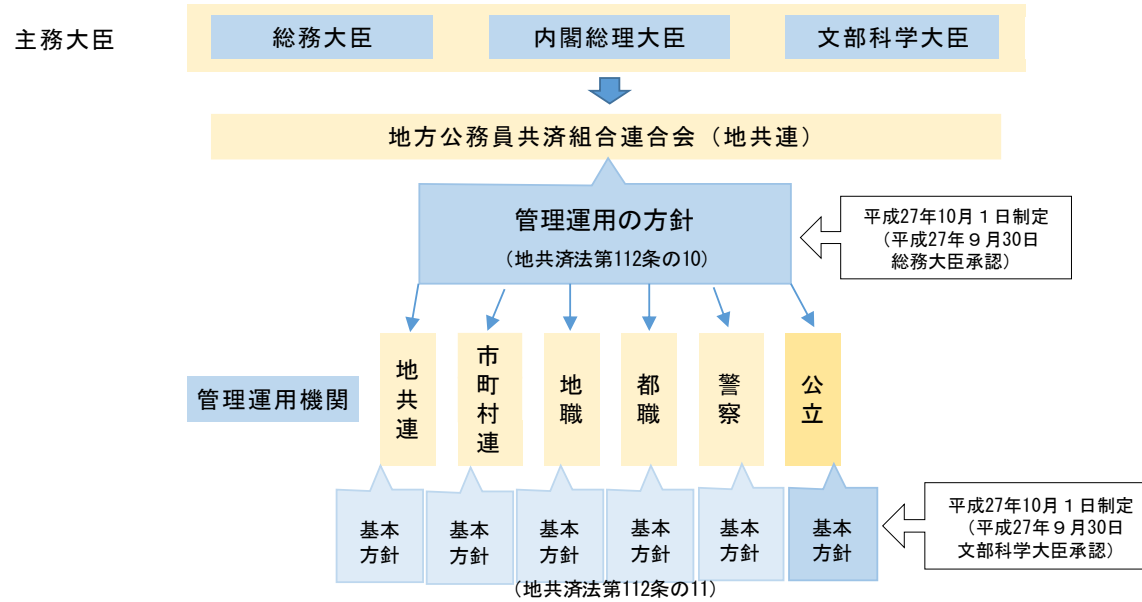 主務大臣
総務大臣
内閣総理大臣
文部科学大臣
地方公務員共済組合連合会（地共連）
管理運用の方針
（地共済法第112条の10）
平成27年10月１日制定
（平成27年９月30日
総務大臣承認）
管理運用機関
地共連
市町村連
地職
都職
警察
公立
基本
方針
基本
方針
基本
方針
基本
方針
基本
方針
基本
方針
（地共済法第112条の11）
平成27年10月１日制定
（平成27年９月30日
文部科学大臣承認）